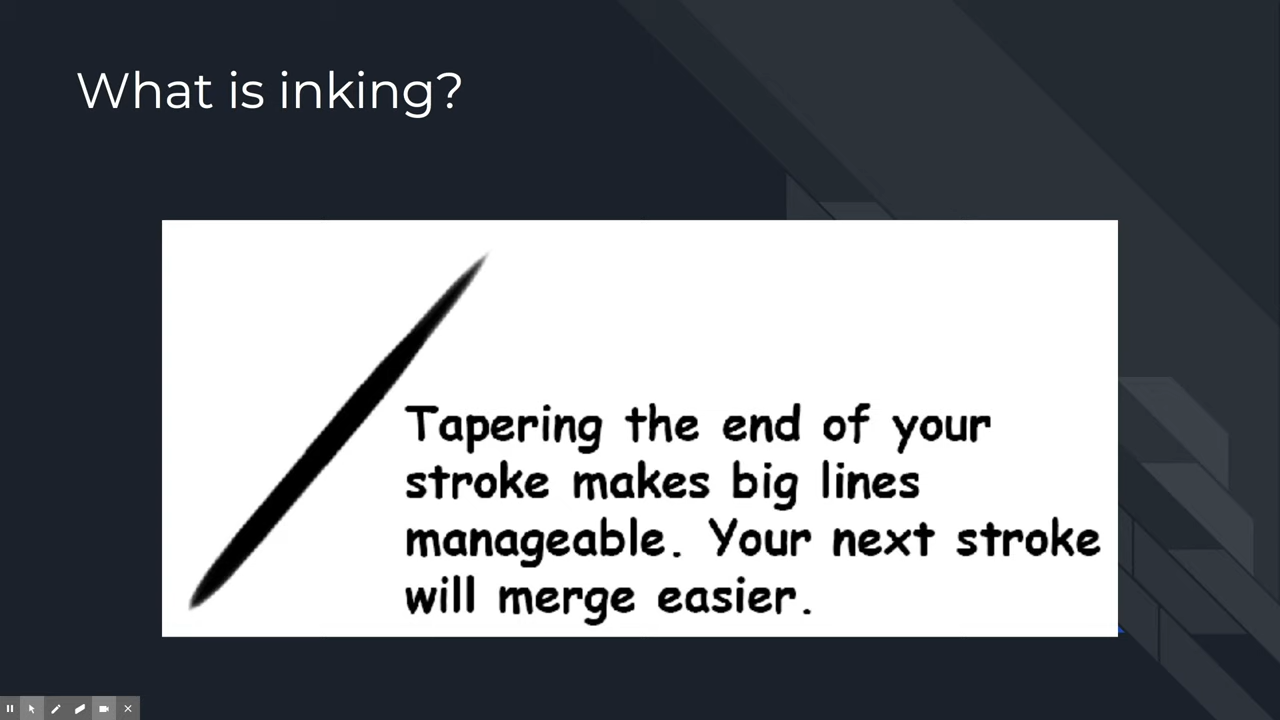 What is inking?
Tapering the end of your
stroke makes big lines
manageable. Your next stroke
will merge easier.